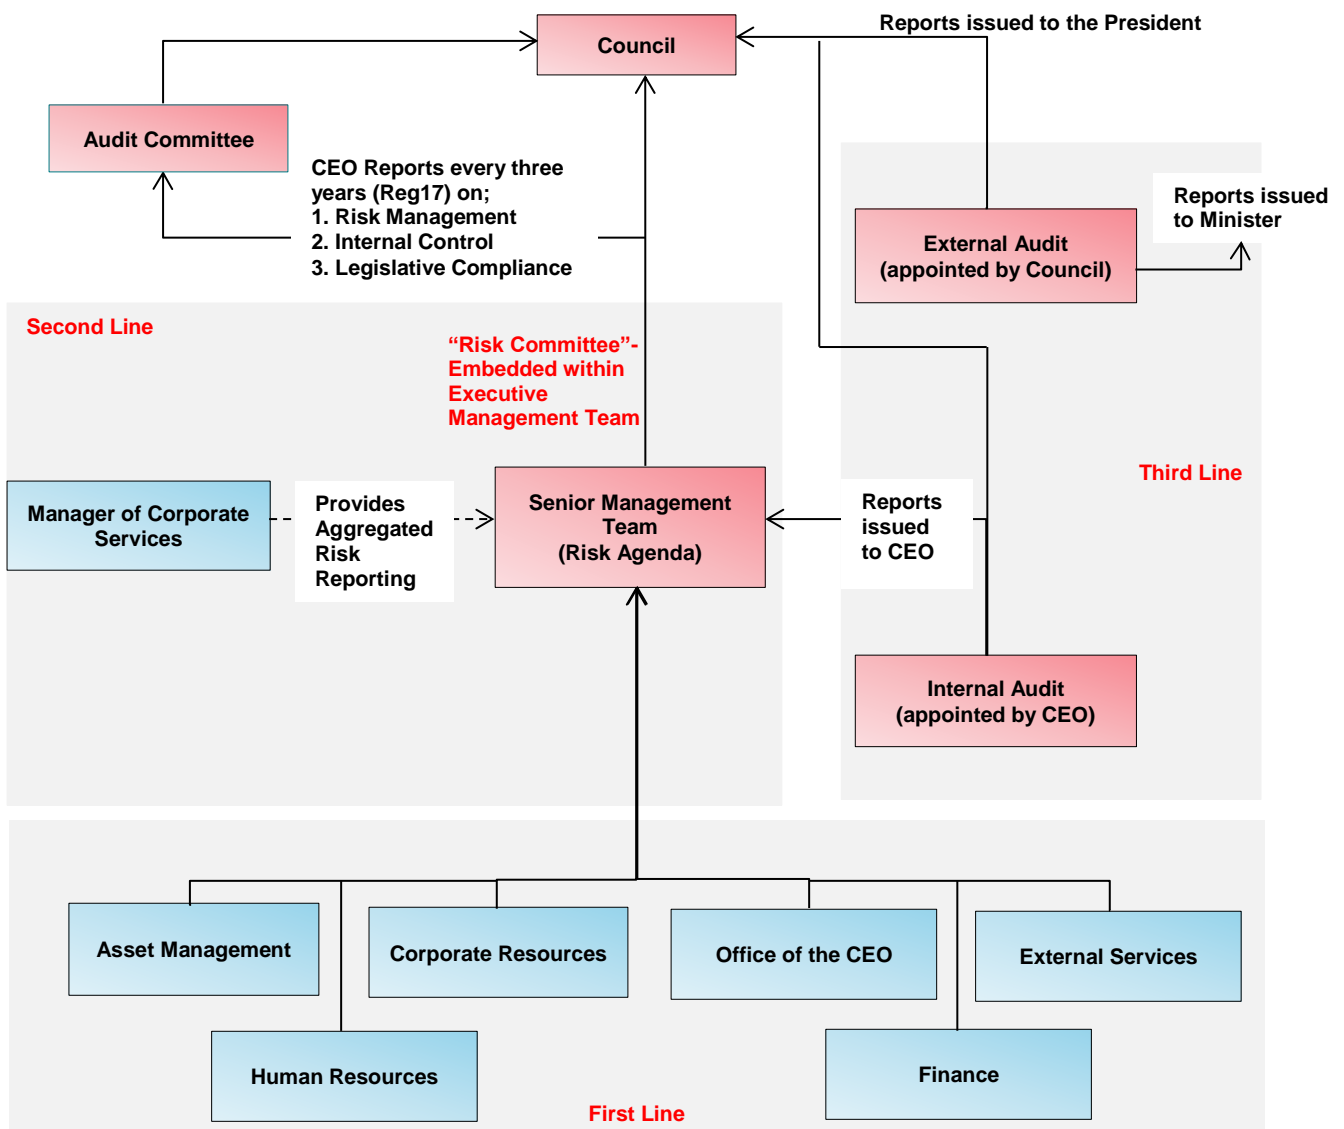 Reports issued to the President
Council
Audit Committee
CEO Reports every three
years (Reg17) on;
1. Risk Management
2. Internal Control
3. Legislative Compliance
Reports issued
to Minister
External Audit
(appointed by Council)
Second Line
“Risk Committee”-
Embedded within
Executive
Management Team
Third Line
Manager of Corporate
Services
Provides
Aggregated
Risk
Reporting
Senior Management
Team
(Risk Agenda)
Reports
issued
to CEO
Internal Audit
(appointed by CEO)
Asset Management
Corporate Resources
Office of the CEO
External Services
Human Resources
Finance
First Line